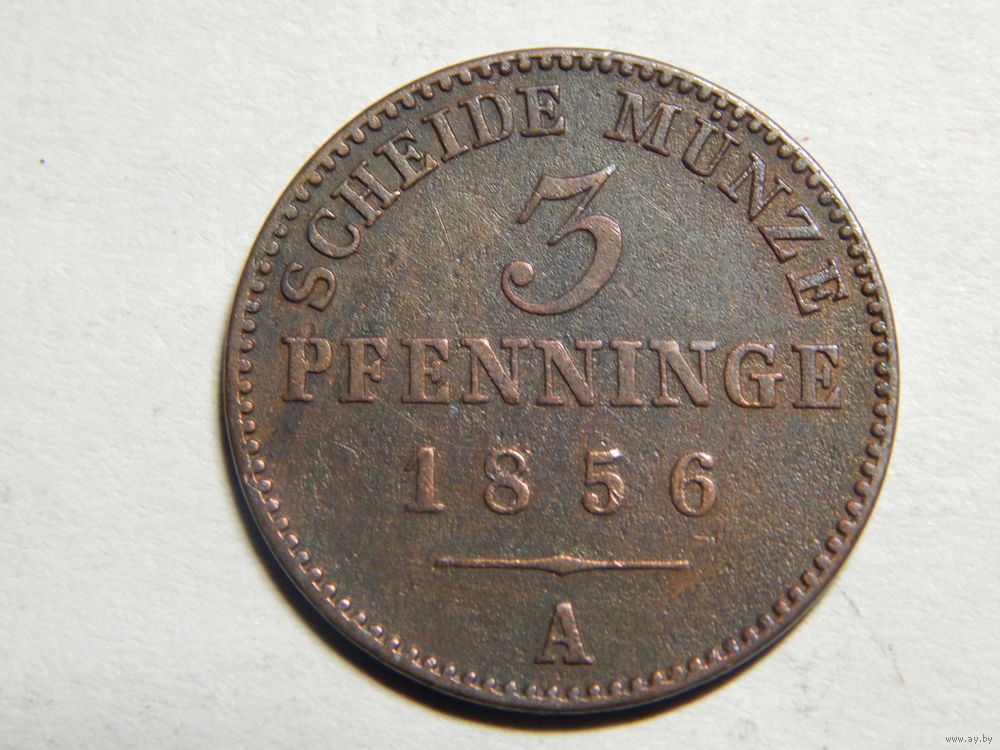 SCHEIDE MÜNZE
3
PFENNINGE
1856
A
www.ay.by